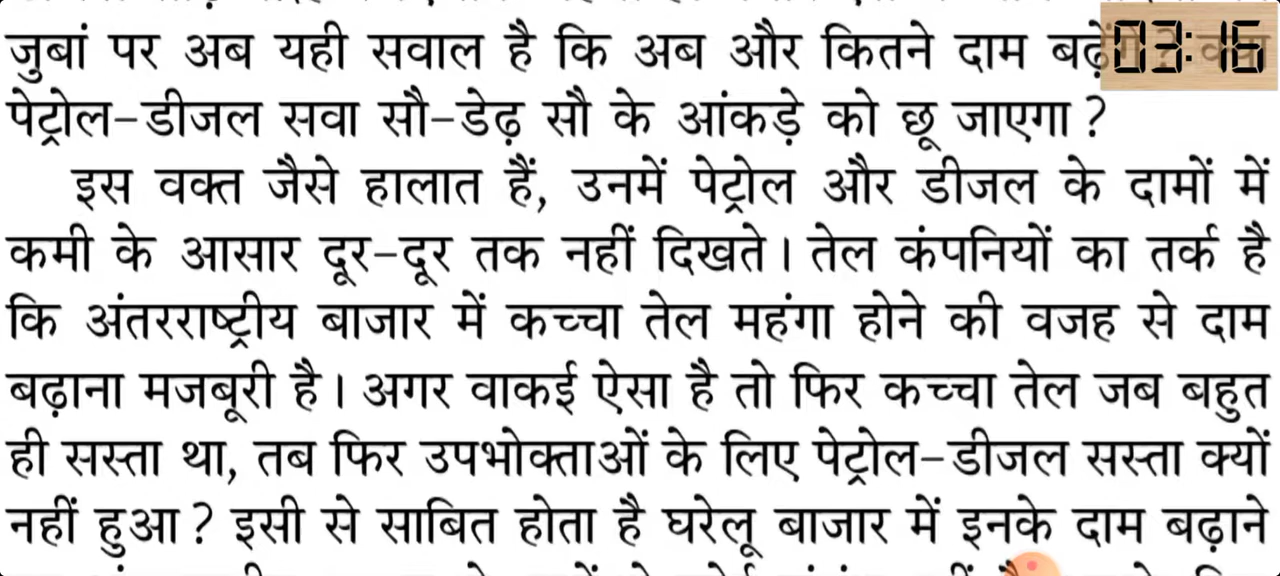 जुबां पर अब यही सवाल है कि अब और कितने दाम बढ़ेंगे? क्या
03:16
पेट्रोल-डीजल सवा सौ-डेढ़ सौ के आंकड़े को छू जाएगा ?
इस वक्त जैसे हालात हैं, उनमें पेट्रोल और डीजल के दामों में
कमी के आसार दूर-दूर तक नहीं दिखते। तेल कंपनियों का तर्क है
कि अंतरराष्ट्रीय बाजार में कच्चा तेल महंगा होने की वजह से दाम
बढ़ाना मजबूरी है। अगर वाकई ऐसा है तो फिर कच्चा तेल जब बहुत
ही सस्ता था, तब फिर उपभोक्ताओं के लिए पेट्रोल-डीजल सस्ता क्यों
नहीं हुआ ? इसी से साबित होता है घरेलू बाजार में इनके दाम बढ़ाने